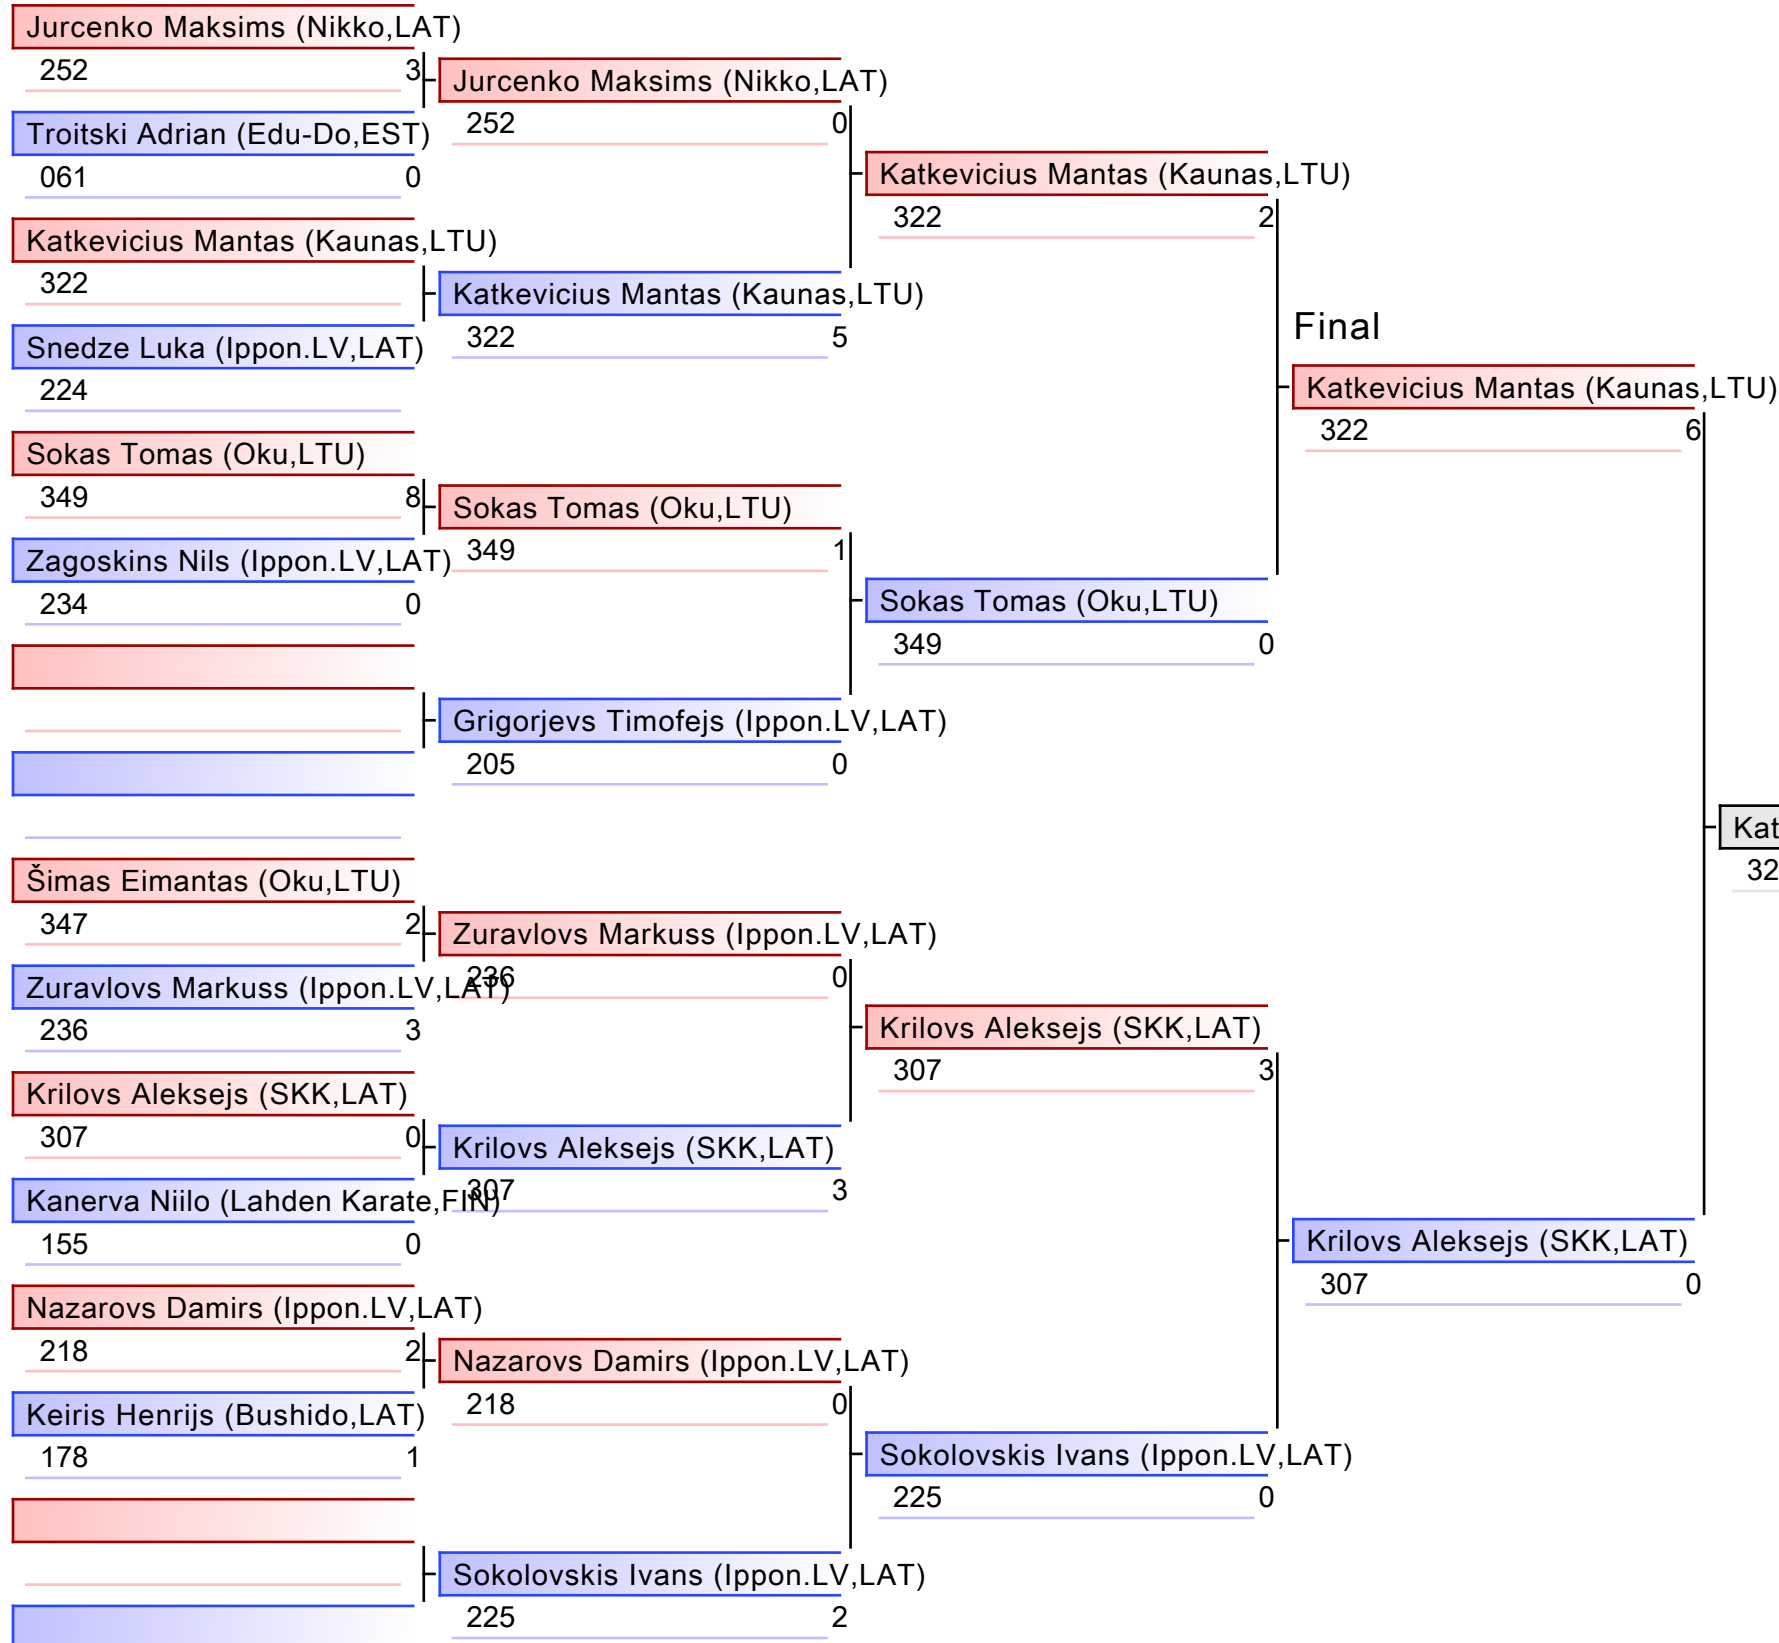 Jurcenko Maksims (Nikko,LAT)
252 3
Troitski Adrian (Edu-Do,EST)
061 0
Katkevicius Mantas (Kaunas,LTU)
322
Snedze Luka (Ippon.LV,LAT)
224
Sokas Tomas (Oku,LTU)
349 8
Zagoskins Nils (Ippon.LV,LAT)
234 0
Šimas Eimantas (Oku,LTU)
347 2
Zuravlovs Markuss (Ippon.LV,LAT)
236 3
Krilovs Aleksejs (SKK,LAT)
307 0
Kanerva Niilo (Lahden Karate,FIN)
155 0
Nazarovs Damirs (Ippon.LV,LAT)
218 2
Keiris Henrijs (Bushido,LAT)
178 1
Jurcenko Maksims (Nikko,LAT)
252 0
Katkevicius Mantas (Kaunas,LTU)
322 5
Sokas Tomas (Oku,LTU)
349 1
Grigorjevs Timofejs (Ippon.LV,LAT)
205 0
Zuravlovs Markuss (Ippon.LV,LAT)
236 0
Krilovs Aleksejs (SKK,LAT)
307 3
Nazarovs Damirs (Ippon.LV,LAT)
218 0
Sokolovskis Ivans (Ippon.LV,LAT)
225 2
Katkevicius Mantas (Kaunas,LTU)
322 2
Sokas Tomas (Oku,LTU)
349 0
Krilovs Aleksejs (SKK,LAT)
307 3
Sokolovskis Ivans (Ippon.LV,LAT)
225 0
Final
Katkevicius Mantas (Kaunas,LTU)
322 6
Krilovs Aleksejs (SKK,LAT)
307 0
Kat
32